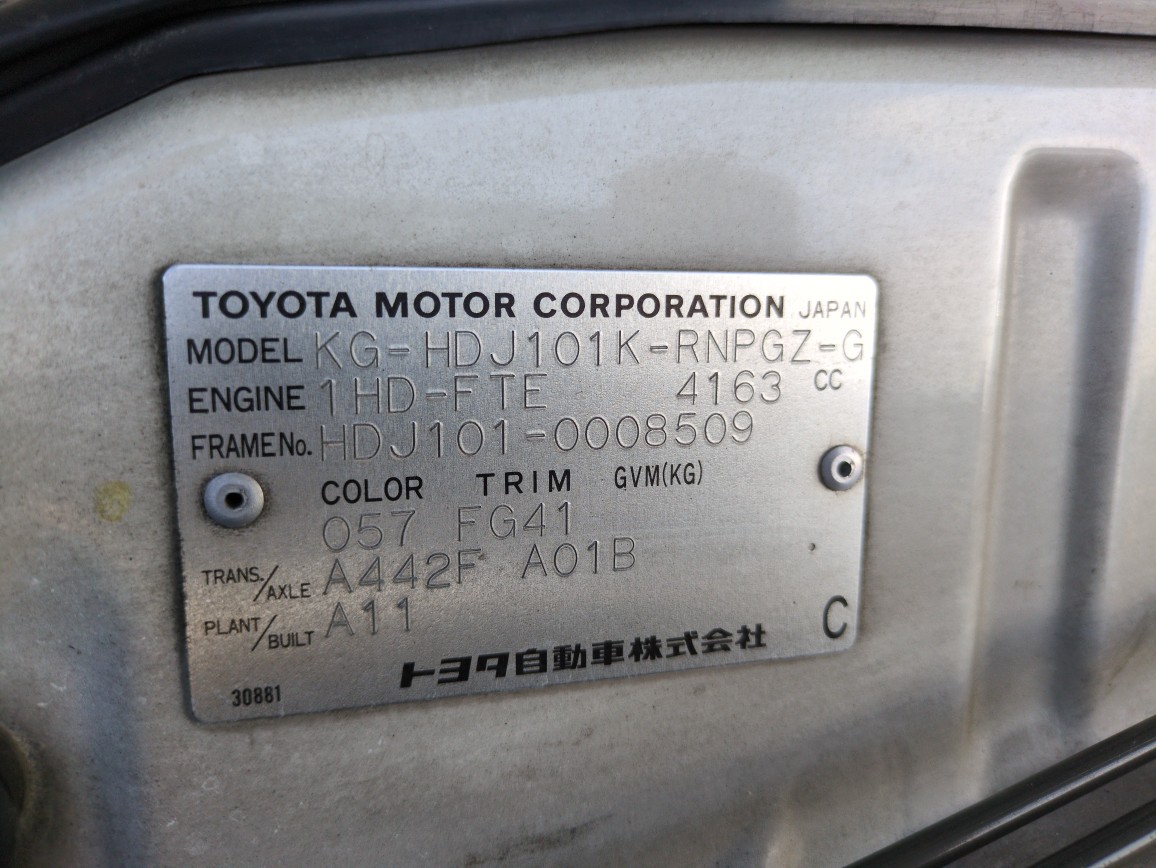 TOYOTA MOTOR CORPORATION JAPAN
MODEL KG-HDJ101K-RNPGZ-G
ENGINE 1HD-FTE 4163 CC
FRAME No. HDJ101-0008509
COLOR TRIM GVM(KG)
057 FG41
TRANS./AXLE A442F A01B
PLANT/BUILT A11
C
トヨタ自動車株式会社
30881